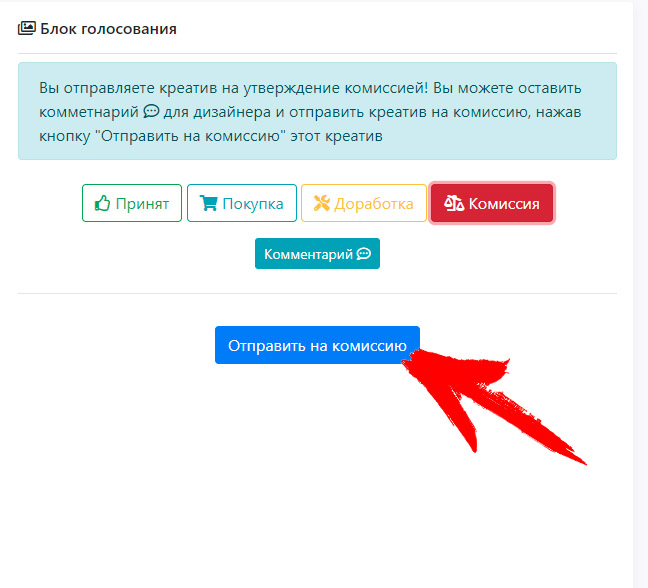 Блок голосования
Вы отправляете креатив на утверждение комиссией! Вы можете оставить
комметнарий для дизайнера и отправить креатив на комиссию, нажав
кнопку "Отправить на комиссию" этот креатив
Принят Покупка Доработка Комиссия
Комментарий
Отправить на комиссию